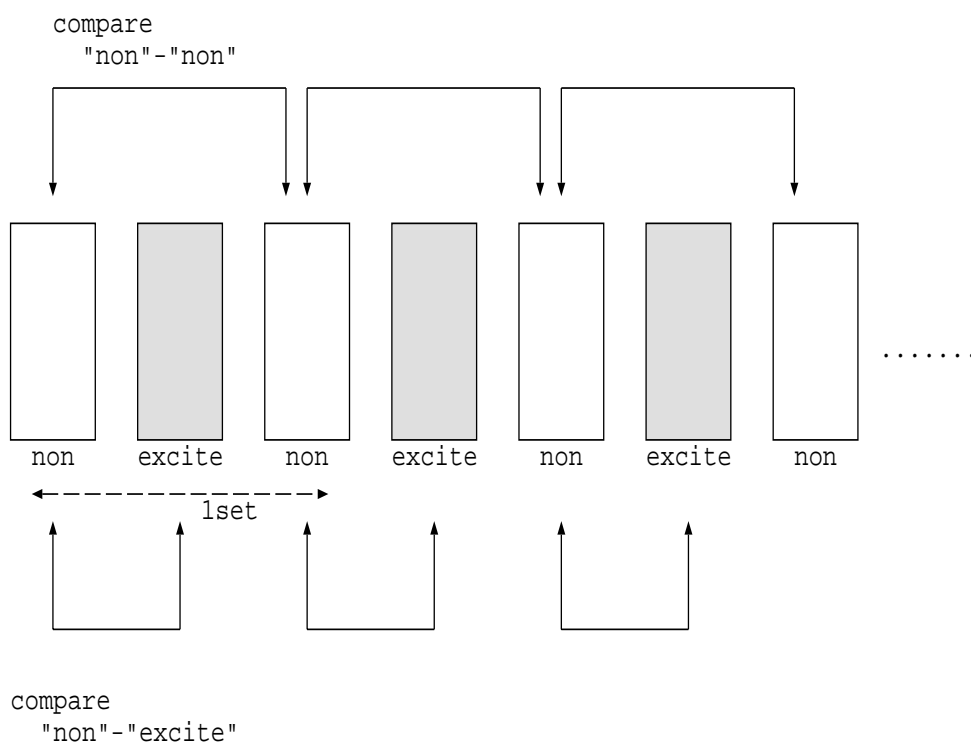 compare
"non"-"non"
non excite non excite non excite non
.......
1set
compare
"non"-"excite"